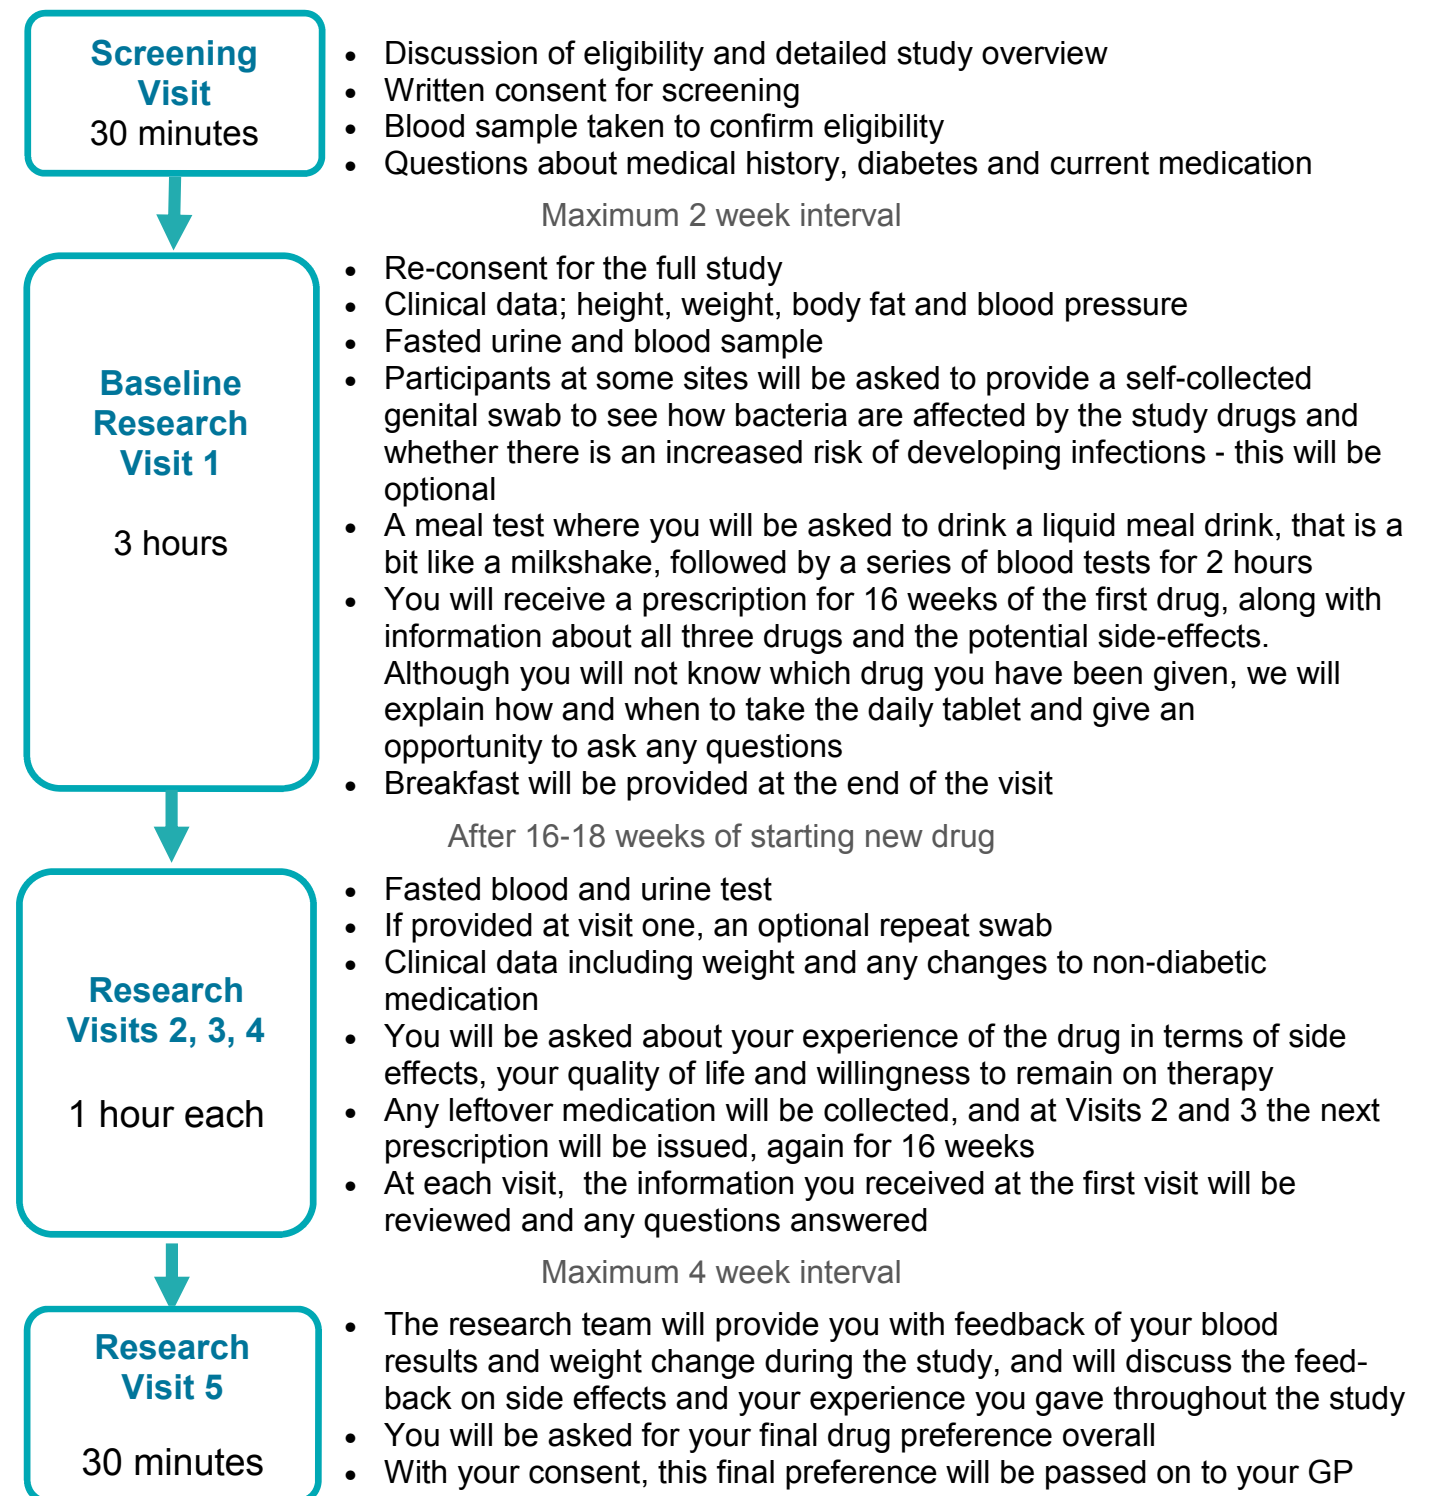 Screening
Visit
30 minutes
• Discussion of eligibility and detailed study overview
• Written consent for screening
• Blood sample taken to confirm eligibility
• Questions about medical history, diabetes and current medication
Maximum 2 week interval
Baseline
Research
Visit 1
3 hours
• Re-consent for the full study
• Clinical data; height, weight, body fat and blood pressure
• Fasted urine and blood sample
• Participants at some sites will be asked to provide a self-collected
genital swab to see how bacteria are affected by the study drugs and
whether there is an increased risk of developing infections - this will be
optional
• A meal test where you will be asked to drink a liquid meal drink, that is a
bit like a milkshake, followed by a series of blood tests for 2 hours
• You will receive a prescription for 16 weeks of the first drug, along with
information about all three drugs and the potential side-effects.
Although you will not know which drug you have been given, we will
explain how and when to take the daily tablet and give an
opportunity to ask any questions
• Breakfast will be provided at the end of the visit
After 16-18 weeks of starting new drug
Research
Visits 2, 3, 4
1 hour each
• Fasted blood and urine test
• If provided at visit one, an optional repeat swab
• Clinical data including weight and any changes to non-diabetic
medication
• You will be asked about your experience of the drug in terms of side
effects, your quality of life and willingness to remain on therapy
• Any leftover medication will be collected, and at Visits 2 and 3 the next
prescription will be issued, again for 16 weeks
• At each visit,  the information you received at the first visit will be
reviewed and any questions answered
Maximum 4 week interval
Research
Visit 5
30 minutes
• The research team will provide you with feedback of your blood
results and weight change during the study, and will discuss the feed-
back on side effects and your experience you gave throughout the study
• You will be asked for your final drug preference overall
• With your consent, this final preference will be passed on to your GP